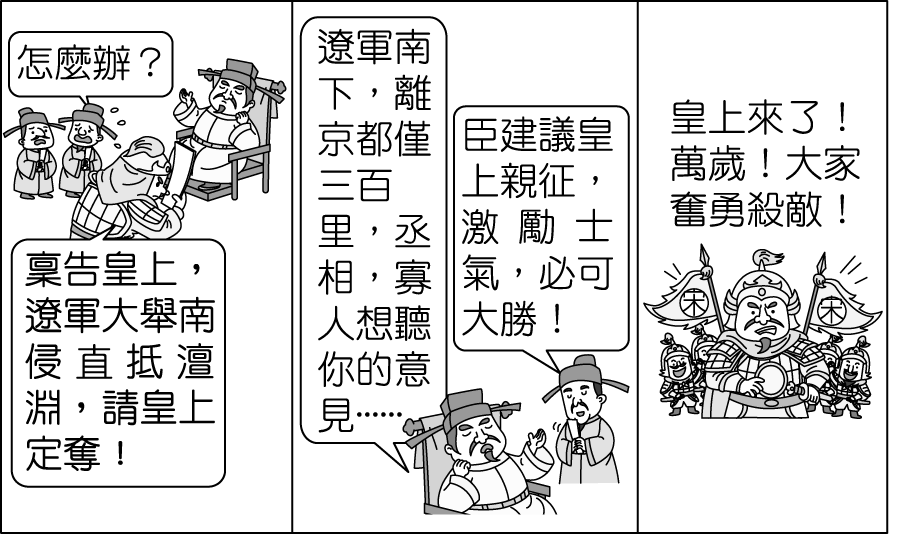 怎麼辦？
稟告皇上，
遼軍大舉南
侵直抵澶
淵，請皇上
定奪！
遼軍南
下，離
京都僅
三百
里，丞
相，寡
人想聽
你的意
見……
臣建議皇
上親征，
激勵士
氣，必可
大勝！
皇上來了！
萬歲！大家
奮勇殺敵！
宋
宋